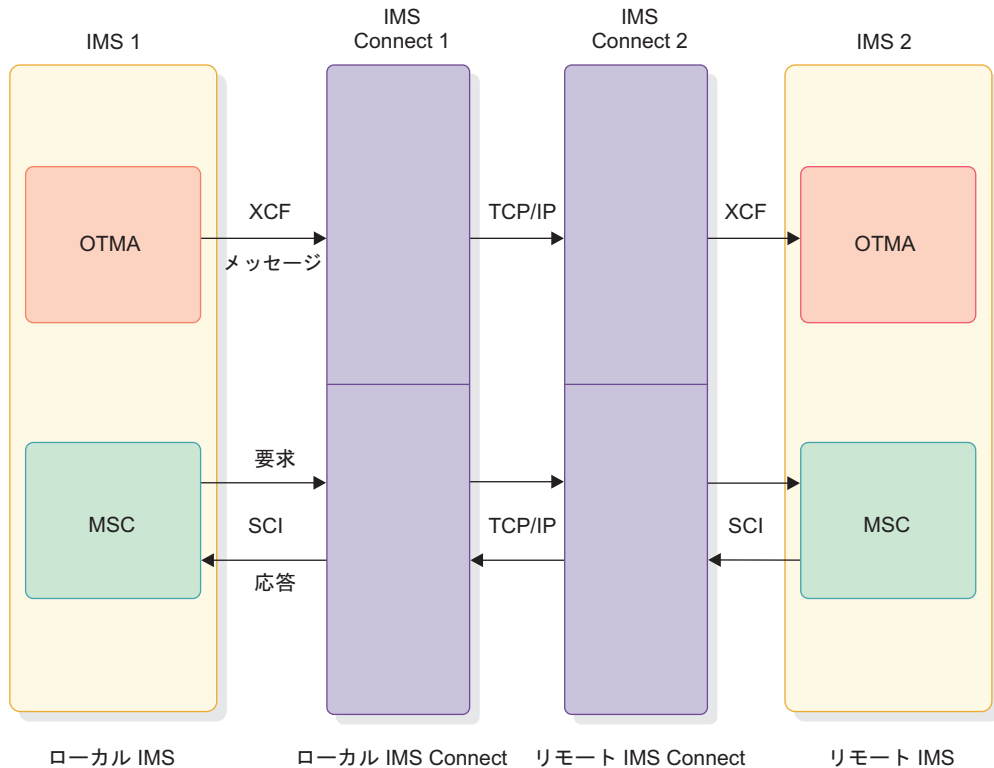 IMS 1
IMS
Connect 1
IMS
Connect 2
IMS 2
XCF
TCP/IP
XCF
OTMA
メッセージ
OTMA
要求
MSC
SCI
TCP/IP
SCI
MSC
応答
ローカル IMS
ローカル IMS Connect
リモート IMS Connect
リモート IMS